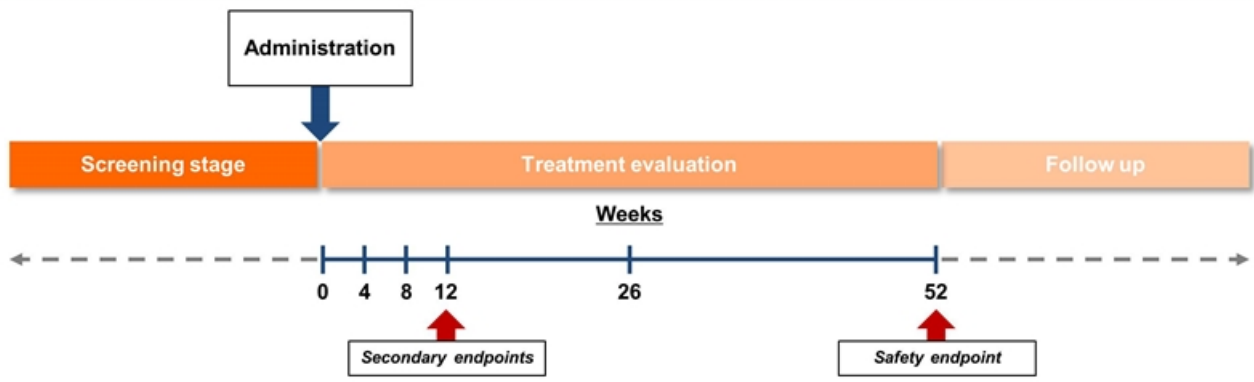 Administration
Screening stage
Treatment evaluation
Follow up
Weeks
0 4 8 12 26 52
Secondary endpoints
Safety endpoint